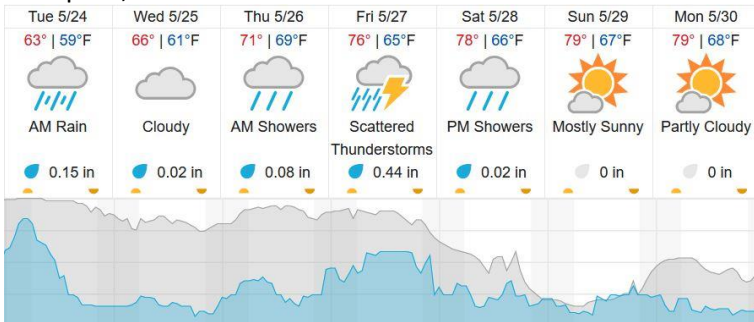 Tue 5/24 Wed 5/25 Thu 5/26 Fri 5/27 Sat 5/28 Sun 5/29 Mon 5/30
63° | 59°F 66° | 61°F 71° | 69°F 76° | 65°F 78° | 66°F 79° | 67°F 79° | 68°F
AM Rain Cloudy AM Showers Scattered PM Showers Mostly Sunny Partly Cloudy
Thunderstorms
0.15 in 0.02 in 0.08 in 0.44 in 0.02 in 0 in 0 in